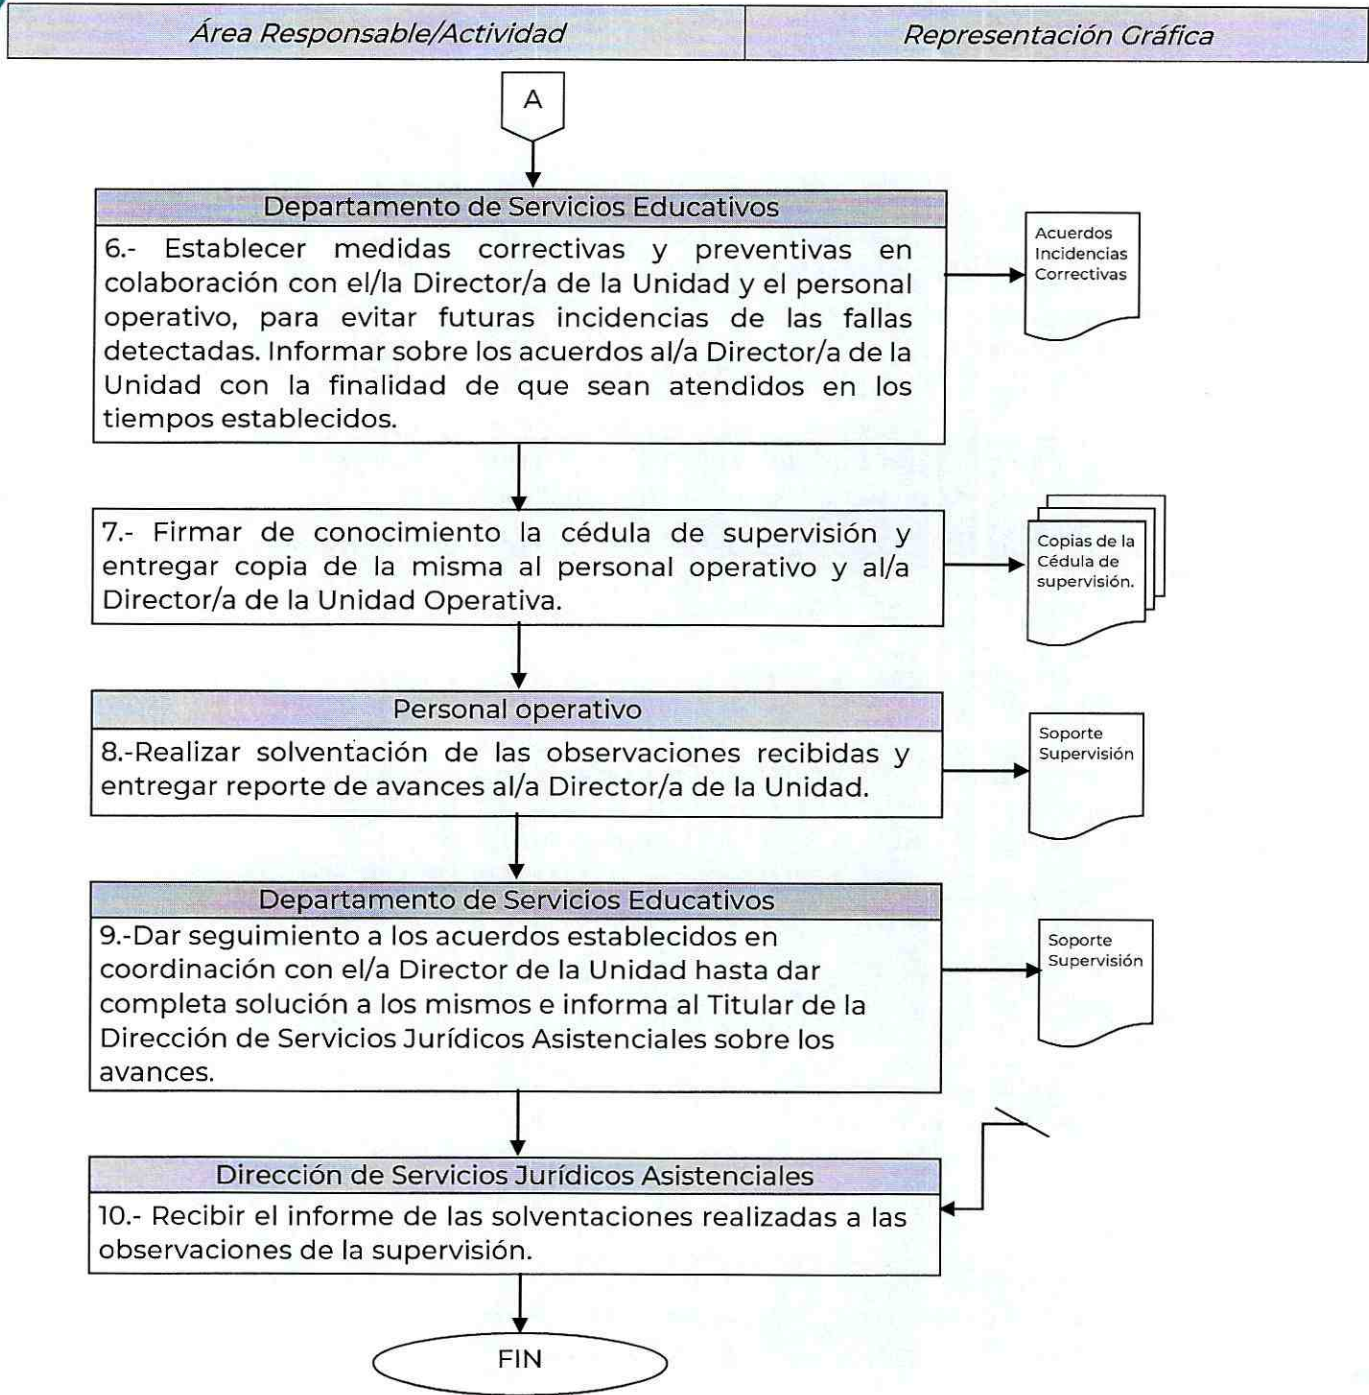 Área Responsable/Actividad
Representación Gráfica
A
Departamento de Servicios Educativos
6.- Establecer medidas correctivas y preventivas en
colaboración con el/la Director/a de la Unidad y el personal
operativo, para evitar futuras incidencias de las fallas
detectadas. Informar sobre los acuerdos al/a Director/a de la
Unidad con la finalidad de que sean atendidos en los
tiempos establecidos.
Acuerdos
Incidencias
Correctivas
7.- Firmar de conocimiento la cédula de supervisión y
entregar copia de la misma al personal operativo y al/a
Director/a de la Unidad Operativa.
Copias de la
Cédula de
supervisión.
Personal operativo
8.-Realizar solventación de las observaciones recibidas y
entregar reporte de avances al/a Director/a de la Unidad.
Soporte
Supervisión
Departamento de Servicios Educativos
9.-Dar seguimiento a los acuerdos establecidos en
coordinación con el/a Director de la Unidad hasta dar
completa solución a los mismos e informa al Titular de la
Dirección de Servicios Jurídicos Asistenciales sobre los
avances.
Soporte
Supervisión
Dirección de Servicios Jurídicos Asistenciales
10.- Recibir el informe de las solventaciones realizadas a las
observaciones de la supervisión.
FIN